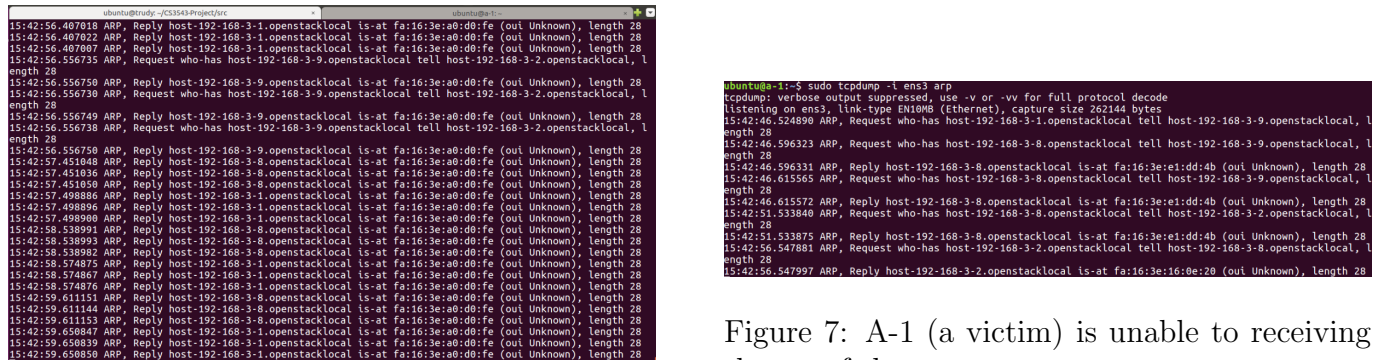 ubuntu@trudy: ~/CS3543-Project/src × ubuntu@a-1: ~ ×
15:42:56.407018 ARP, Reply host-192-168-3-1.openstacklocal is-at fa:16:3e:a0:d0:fe (oui Unknown), length 28
15:42:56.407022 ARP, Reply host-192-168-3-1.openstacklocal is-at fa:16:3e:a0:d0:fe (oui Unknown), length 28
15:42:56.407007 ARP, Reply host-192-168-3-1.openstacklocal is-at fa:16:3e:a0:d0:fe (oui Unknown), length 28
15:42:56.556735 ARP, Request who-has host-192-168-3-9.openstacklocal tell host-192-168-3-2.openstacklocal, l
ength 28
15:42:56.556750 ARP, Reply host-192-168-3-9.openstacklocal is-at fa:16:3e:a0:d0:fe (oui Unknown), length 28
15:42:56.556730 ARP, Request who-has host-192-168-3-9.openstacklocal tell host-192-168-3-2.openstacklocal, l
ength 28
15:42:56.556749 ARP, Reply host-192-168-3-9.openstacklocal is-at fa:16:3e:a0:d0:fe (oui Unknown), length 28
15:42:56.556738 ARP, Request who-has host-192-168-3-9.openstacklocal tell host-192-168-3-2.openstacklocal, l
ength 28
15:42:56.556750 ARP, Reply host-192-168-3-9.openstacklocal is-at fa:16:3e:a0:d0:fe (oui Unknown), length 28
15:42:57.451048 ARP, Reply host-192-168-3-8.openstacklocal is-at fa:16:3e:a0:d0:fe (oui Unknown), length 28
15:42:57.451036 ARP, Reply host-192-168-3-8.openstacklocal is-at fa:16:3e:a0:d0:fe (oui Unknown), length 28
15:42:57.451050 ARP, Reply host-192-168-3-8.openstacklocal is-at fa:16:3e:a0:d0:fe (oui Unknown), length 28
15:42:57.498886 ARP, Reply host-192-168-3-1.openstacklocal is-at fa:16:3e:a0:d0:fe (oui Unknown), length 28
15:42:57.498896 ARP, Reply host-192-168-3-1.openstacklocal is-at fa:16:3e:a0:d0:fe (oui Unknown), length 28
15:42:57.498900 ARP, Reply host-192-168-3-1.openstacklocal is-at fa:16:3e:a0:d0:fe (oui Unknown), length 28
15:42:58.538991 ARP, Reply host-192-168-3-8.openstacklocal is-at fa:16:3e:a0:d0:fe (oui Unknown), length 28
15:42:58.538993 ARP, Reply host-192-168-3-8.openstacklocal is-at fa:16:3e:a0:d0:fe (oui Unknown), length 28
15:42:58.538982 ARP, Reply host-192-168-3-8.openstacklocal is-at fa:16:3e:a0:d0:fe (oui Unknown), length 28
15:42:58.574875 ARP, Reply host-192-168-3-1.openstacklocal is-at fa:16:3e:a0:d0:fe (oui Unknown), length 28
15:42:58.574867 ARP, Reply host-192-168-3-1.openstacklocal is-at fa:16:3e:a0:d0:fe (oui Unknown), length 28
15:42:58.574876 ARP, Reply host-192-168-3-1.openstacklocal is-at fa:16:3e:a0:d0:fe (oui Unknown), length 28
15:42:59.611151 ARP, Reply host-192-168-3-8.openstacklocal is-at fa:16:3e:a0:d0:fe (oui Unknown), length 28
15:42:59.611144 ARP, Reply host-192-168-3-8.openstacklocal is-at fa:16:3e:a0:d0:fe (oui Unknown), length 28
15:42:59.611153 ARP, Reply host-192-168-3-8.openstacklocal is-at fa:16:3e:a0:d0:fe (oui Unknown), length 28
15:42:59.650847 ARP, Reply host-192-168-3-1.openstacklocal is-at fa:16:3e:a0:d0:fe (oui Unknown), length 28
15:42:59.650839 ARP, Reply host-192-168-3-1.openstacklocal is-at fa:16:3e:a0:d0:fe (oui Unknown), length 28
15:42:59.650850 ARP, Reply host-192-168-3-1.openstacklocal is-at fa:16:3e:a0:d0:fe (oui Unknown), length 28
ubuntu@a-1:~$ sudo tcpdump -i ens3 arp
tcpdump: verbose output suppressed, use -v or -vv for full protocol decode
listening on ens3, link-type EN10MB (Ethernet), capture size 262144 bytes
15:42:46.524890 ARP, Request who-has host-192-168-3-1.openstacklocal tell host-192-168-3-9.openstacklocal, l
ength 28
15:42:46.596323 ARP, Request who-has host-192-168-3-8.openstacklocal tell host-192-168-3-9.openstacklocal, l
ength 28
15:42:46.596331 ARP, Reply host-192-168-3-8.openstacklocal is-at fa:16:3e:e1:dd:4b (oui Unknown), length 28
15:42:46.615565 ARP, Request who-has host-192-168-3-8.openstacklocal tell host-192-168-3-9.openstacklocal, l
ength 28
15:42:46.615572 ARP, Reply host-192-168-3-8.openstacklocal is-at fa:16:3e:e1:dd:4b (oui Unknown), length 28
15:42:51.533840 ARP, Request who-has host-192-168-3-8.openstacklocal tell host-192-168-3-2.openstacklocal, l
ength 28
15:42:51.533875 ARP, Reply host-192-168-3-8.openstacklocal is-at fa:16:3e:e1:dd:4b (oui Unknown), length 28
15:42:56.547881 ARP, Request who-has host-192-168-3-2.openstacklocal tell host-192-168-3-8.openstacklocal, l
ength 28
15:42:56.547997 ARP, Reply host-192-168-3-2.openstacklocal is-at fa:16:3e:16:0e:20 (oui Unknown), length 28
Figure 7: A-1 (a victim) is unable to receiving